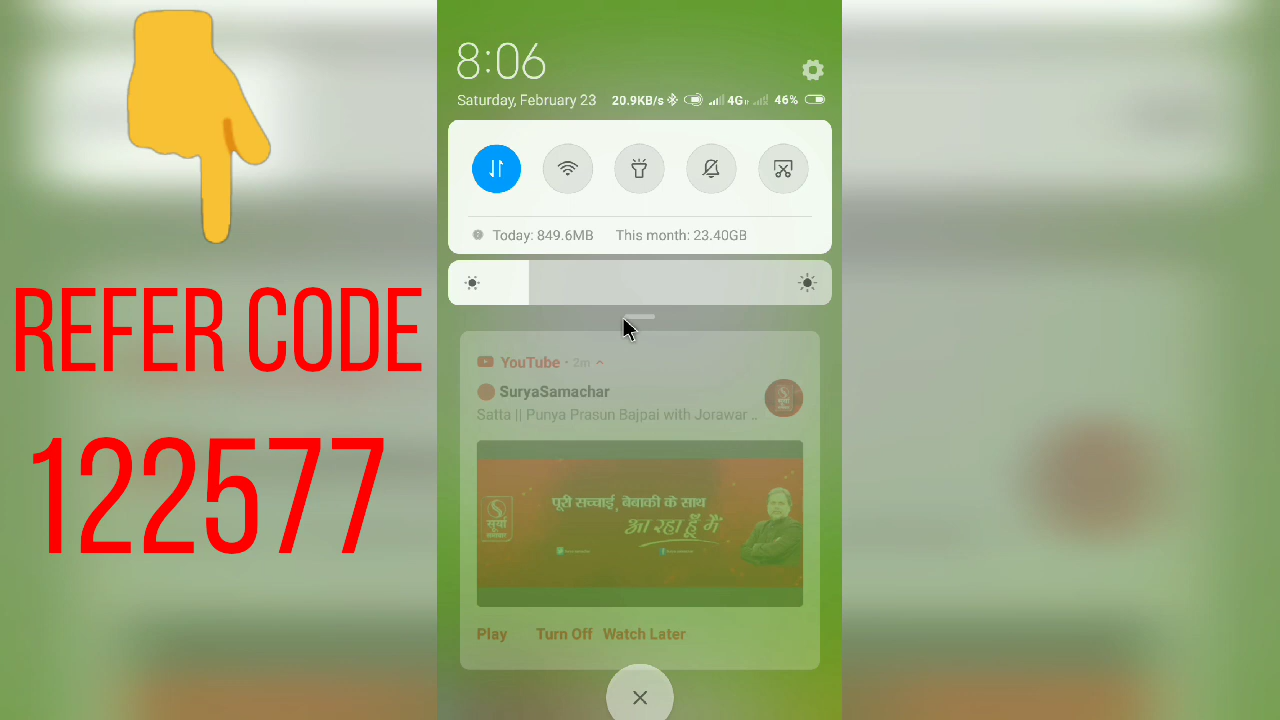 REFER CODE
122577
8:06
Saturday, February 23 20.9KB/s 4G 46%
Today: 849.6MB This month: 23.40GB
YouTube · 2m
SuryaSamachar
Satta || Punya Prasun Bajpai with Jorawar ..
पूरी सच्चाई, बेबाकी के साथ
आ रहा हूँ मैं
सूर्या
Play Turn Off Watch Later